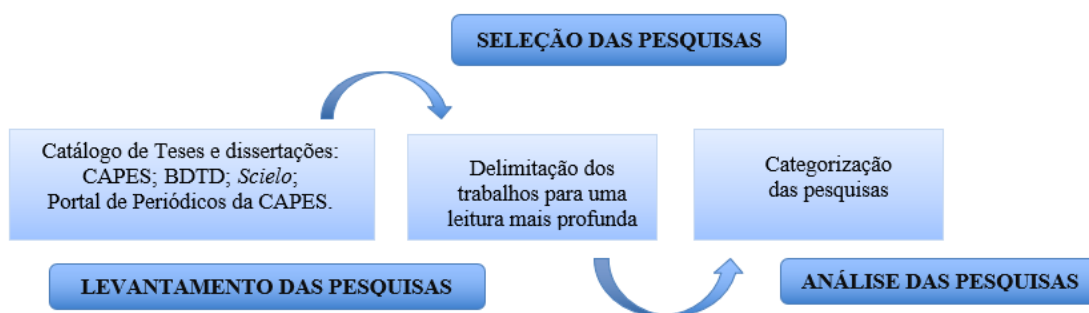 SELEÇÃO DAS PESQUISAS
Catálogo de Teses e dissertações:
CAPES; BDTD; Scielo;
Portal de Periódicos da CAPES.
Delimitação dos
trabalhos para uma
leitura mais profunda
Categorização
das pesquisas
LEVANTAMENTO DAS PESQUISAS
ANÁLISE DAS PESQUISAS